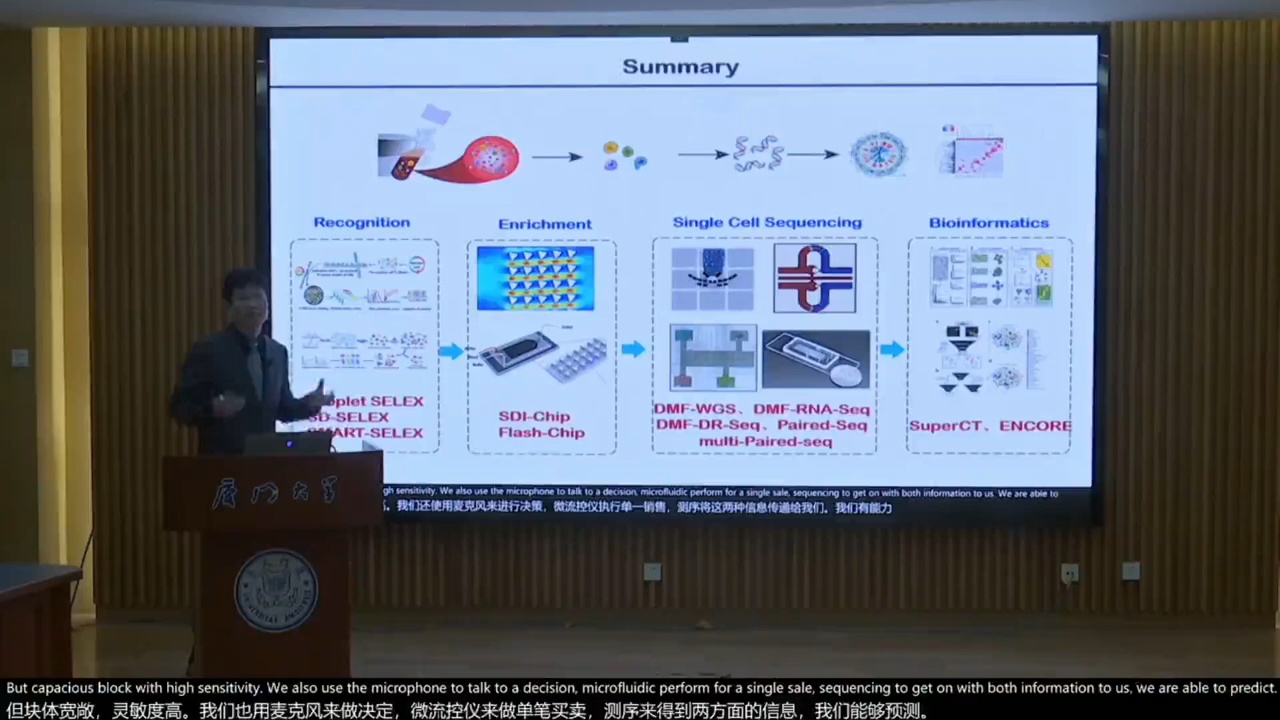 Summary
Recognition
Enrichment
Single Cell Sequencing
Bioinformatics
SELEX
SD-SELEX
SMART-SELEX
SDI-Chip
Flash-Chip
DMF-WGS、DMF-RNA-Seq
DMF-DR-Seq、Paired-Seq
multi-Paired-seq
SuperCT、ENCORE
high sensitivity. We also use the microphone to talk to a decision, microfluidic perform for a single sale, sequencing to get on with both information to us. We are able to
我们还使用麦克风来进行决策，微流控仪执行单一销售，测序将这两种信息传递给我们。我们有能力
厦门大学
But capacious block with high sensitivity. We also use the microphone to talk to a decision, microfluidic perform for a single sale, sequencing to get on with both information to us, we are able to predict.
但块体宽敞，灵敏度高。我们也用麦克风来做决定，微流控仪来做单笔买卖，测序来得到两方面的信息，我们能够预测。